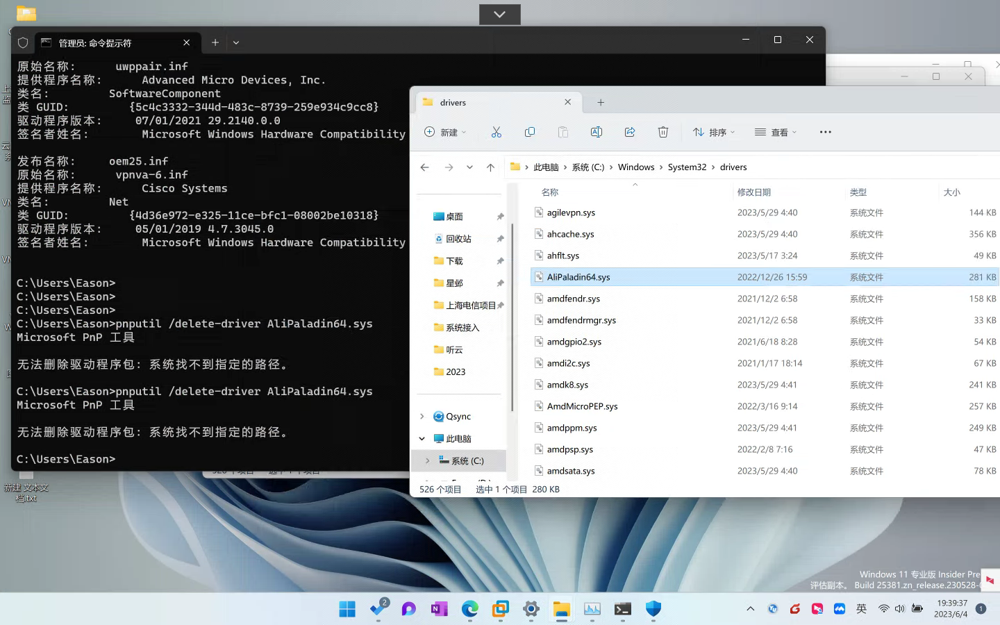 管理员: 命令提示符
原始名称: uwppair.inf
提供程序名称: Advanced Micro Devices, Inc.
类名: SoftwareComponent
类 GUID: {5c4c3332-344d-483c-8739-259e934c9cc8}
驱动程序版本: 07/01/2021 29.2140.0.0
签名者姓名: Microsoft Windows Hardware Compatibility
发布名称: oem25.inf
原始名称: vpnva-6.inf
提供程序名称: Cisco Systems
类名: Net
类 GUID: {4d36e972-e325-11ce-bfc1-08002be10318}
驱动程序版本: 05/01/2019 4.7.3045.0
签名者姓名: Microsoft Windows Hardware Compatibility
C:\Users\Eason>
C:\Users\Eason>
C:\Users\Eason>
C:\Users\Eason>pnputil /delete-driver AliPaladin64.sys
Microsoft PnP 工具
无法删除驱动程序包: 系统找不到指定的路径。
C:\Users\Eason>pnputil /delete-driver AliPaladin64.sys
Microsoft PnP 工具
无法删除驱动程序包: 系统找不到指定的路径。
C:\Users\Eason>
drivers
新建
排序
查看
此电脑 › 系统 (C:) › Windows › System32 › drivers
桌面
回收站
下载
星邺
上海电信项目
系统接入
听云
2023
Qsync
此电脑
系统 (C:)
名称 修改日期 类型 大小
agilevpn.sys 2023/5/29 4:40 系统文件 144 KB
ahcache.sys 2023/5/29 4:40 系统文件 356 KB
ahflt.sys 2023/5/17 3:24 系统文件 49 KB
AliPaladin64.sys 2022/12/26 15:59 系统文件 281 KB
amdfendr.sys 2021/12/2 6:58 系统文件 158 KB
amdfendrmgr.sys 2021/12/2 6:58 系统文件 33 KB
amdgpio2.sys 2021/6/18 8:28 系统文件 54 KB
amdi2c.sys 2021/1/17 18:14 系统文件 67 KB
amdk8.sys 2023/5/29 4:41 系统文件 241 KB
AmdMicroPEP.sys 2022/3/16 9:14 系统文件 257 KB
amdppm.sys 2023/5/29 4:41 系统文件 249 KB
amdpsp.sys 2022/2/8 7:16 系统文件 47 KB
amdsata.sys 2023/5/29 4:40 系统文件 78 KB
526 个项目 选中 1 个项目 280 KB
新建 文本文
档.txt
Windows 11 专业版 Insider Pre
评估副本。 Build 25381.zn_release.230528-
2
英
19:39:37
2023/6/4
1